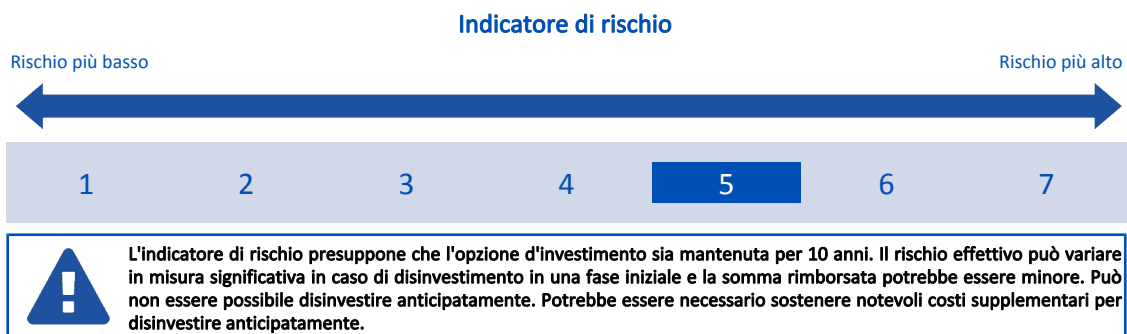 Indicatore di rischio
Rischio più basso
Rischio più alto
1 2 3 4 5 6 7
L'indicatore di rischio presuppone che l'opzione d'investimento sia mantenuta per 10 anni. Il rischio effettivo può variare
in misura significativa in caso di disinvestimento in una fase iniziale e la somma rimborsata potrebbe essere minore. Può
non essere possibile disinvestire anticipatamente. Potrebbe essere necessario sostenere notevoli costi supplementari per
disinvestire anticipatamente.